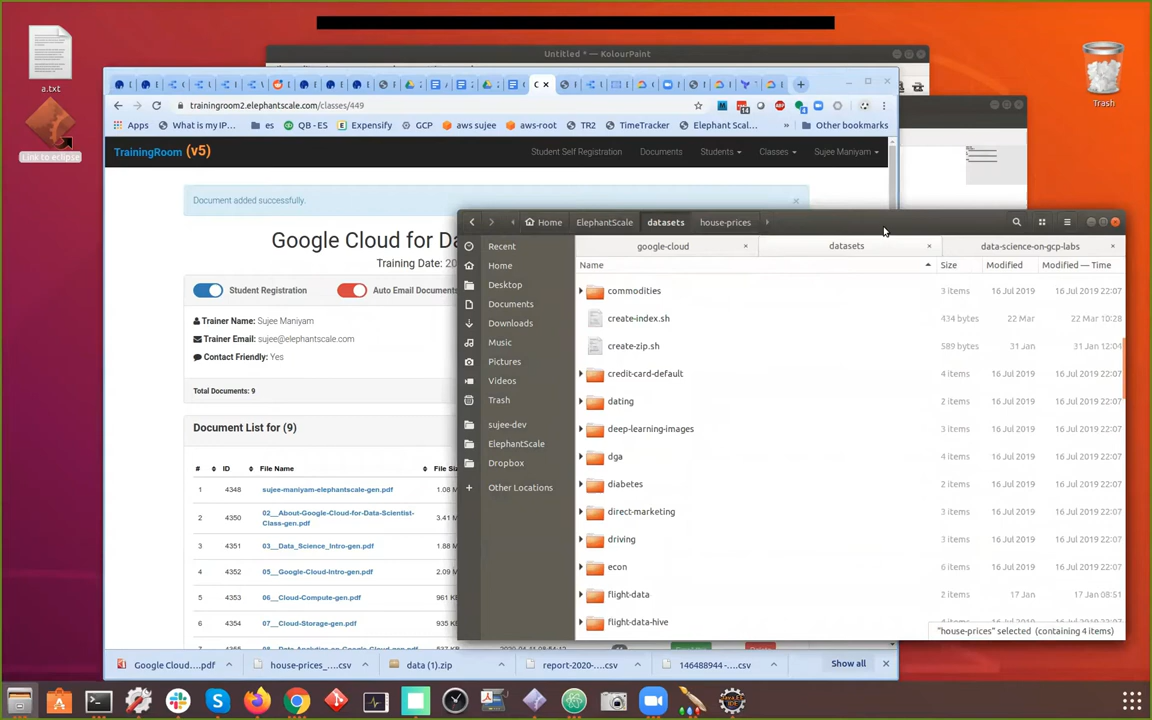 a.txt
Link to eclipse
Trash
Untitled * — KolourPaint
trainingroom2.elephantscale.com/classes/449
Apps
What is my IP...
es
QB - ES
Expensify
GCP
aws sujee
aws-root
TR2
TimeTracker
Elephant Scal...
»
Other bookmarks
TrainingRoom (v5)
Student Self Registration
Documents
Students
Classes
Sujee Maniyam
Document added successfully.
×
Google Cloud for Da
Training Date: 20
Student Registration
Auto Email Documents
Trainer Name: Sujee Maniyam
Trainer Email: sujee@elephantscale.com
Contact Friendly: Yes
Total Documents: 9
Document List for (9)
# ID File Name File Siz
1 4348 sujee-maniyam-elephantscale-gen.pdf 1.08 M
2 4350 02__About-Google-Cloud-for-Data-Scientist-
Class-gen.pdf 3.41 M
3 4351 03__Data_Science_Intro-gen.pdf 1.88 M
4 4352 05__Google-Cloud-Intro-gen.pdf 2.09 M
5 4353 06__Cloud-Compute-gen.pdf 961 KB
6 4354 07__Cloud-Storage-gen.pdf 935 KB
Google Cloud....pdf
house-prices_....csv
data (1).zip
report-2020-....csv
146488944 -....csv
Show all
Home
ElephantScale
datasets
house-prices
google-cloud
datasets
data-science-on-gcp-labs
Recent
Home
Desktop
Documents
Downloads
Music
Pictures
Videos
Trash
sujee-dev
ElephantScale
Dropbox
+ Other Locations
Name Size Modified Modified — Time
commodities 3 items 16 Jul 2019 16 Jul 2019 22:07
create-index.sh 434 bytes 22 Mar 22 Mar 10:28
create-zip.sh 589 bytes 31 Jan 31 Jan 12:04
credit-card-default 4 items 16 Jul 2019 16 Jul 2019 22:07
dating 2 items 16 Jul 2019 16 Jul 2019 22:07
deep-learning-images 3 items 16 Jul 2019 16 Jul 2019 22:07
dga 4 items 16 Jul 2019 16 Jul 2019 22:07
diabetes 2 items 16 Jul 2019 16 Jul 2019 22:07
direct-marketing 3 items 16 Jul 2019 16 Jul 2019 22:07
driving 3 items 16 Jul 2019 16 Jul 2019 22:07
econ 6 items 16 Jul 2019 16 Jul 2019 22:07
flight-data 2 items 17 Jan 17 Jan 08:51
flight-data-hive 16 Jul 2019 22:07
"house-prices" selected (containing 4 items)